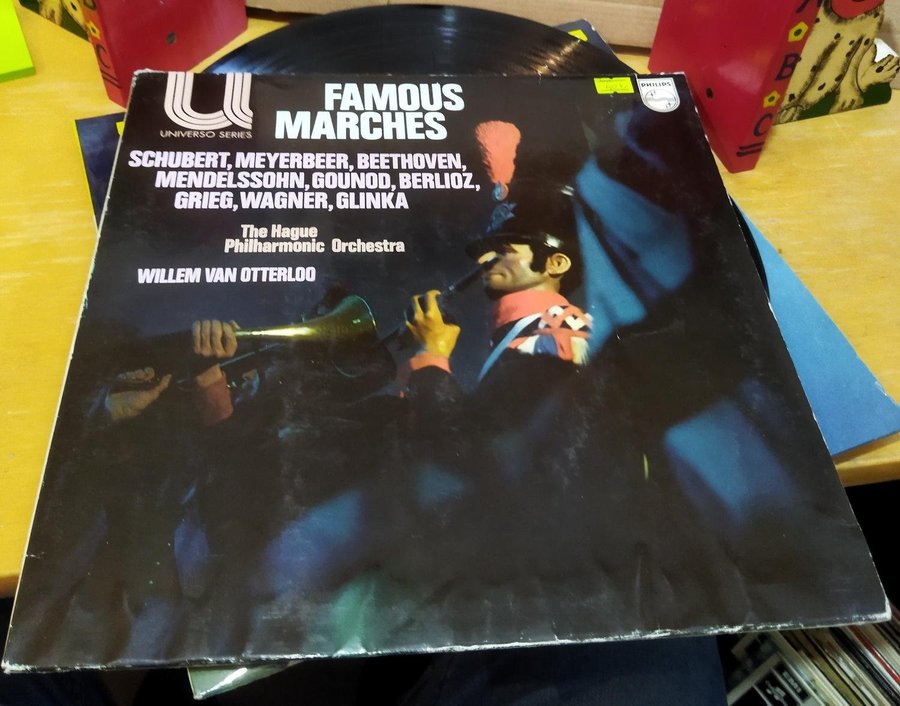 UNIVERSO SERIES
FAMOUS
MARCHES
PHILIPS
SCHUBERT, MEYERBEER, BEETHOVEN,
MENDELSSOHN, GOUNOD, BERLIOZ,
GRIEG, WAGNER, GLINKA
The Hague
Philharmonic Orchestra
WILLEM VAN OTTERLOO
A
B
C
B
C